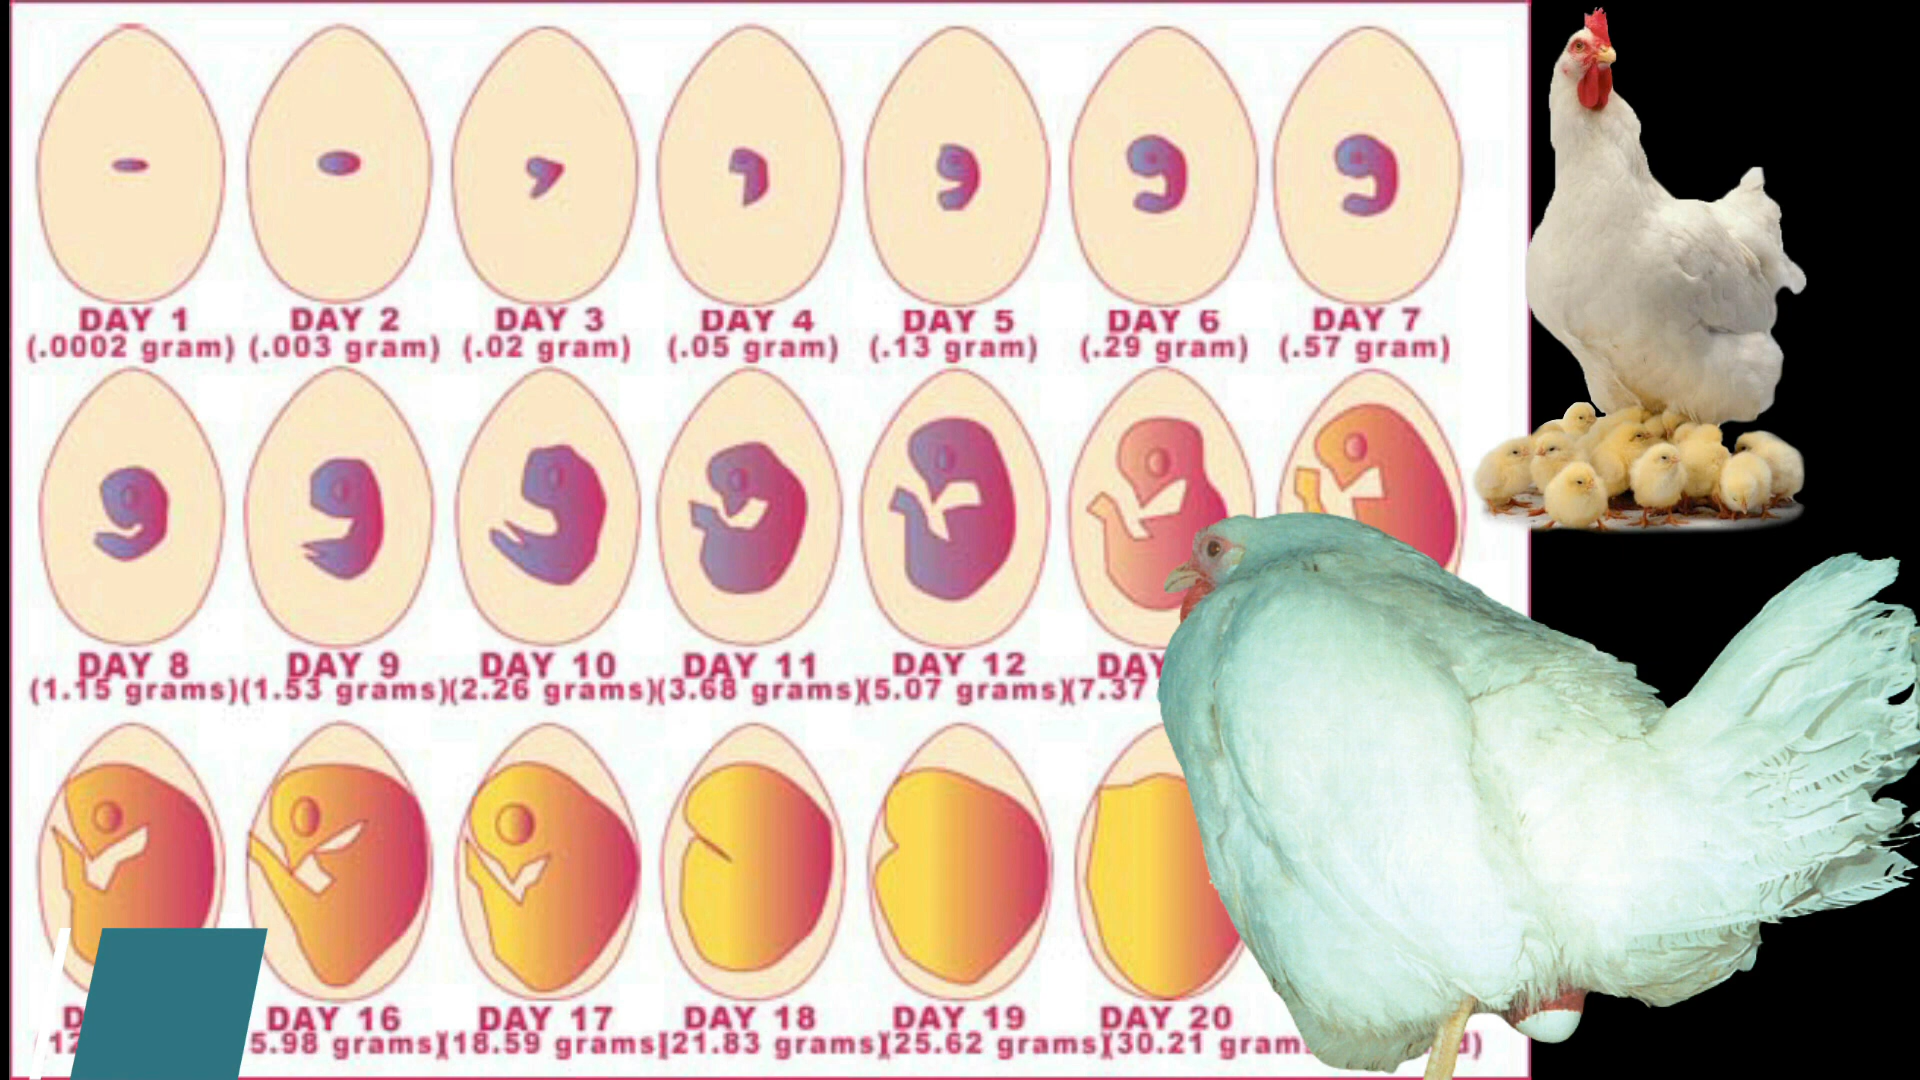 DAY 1 DAY 2 DAY 3 DAY 4 DAY 5 DAY 6 DAY 7
(.0002 gram) (.003 gram) (.02 gram) (.05 gram) (.13 gram) (.29 gram) (.57 gram)
DAY 8 DAY 9 DAY 10 DAY 11 DAY 12 DAY
(1.15 grams)(1.53 grams)(2.26 grams)(3.68 grams)(5.07 grams)(7.37
DAY 16 DAY 17 DAY 18 DAY 19 DAY 20
5.98 grams)(18.59 grams)(21.83 grams)(25.62 grams)(30.21 gram